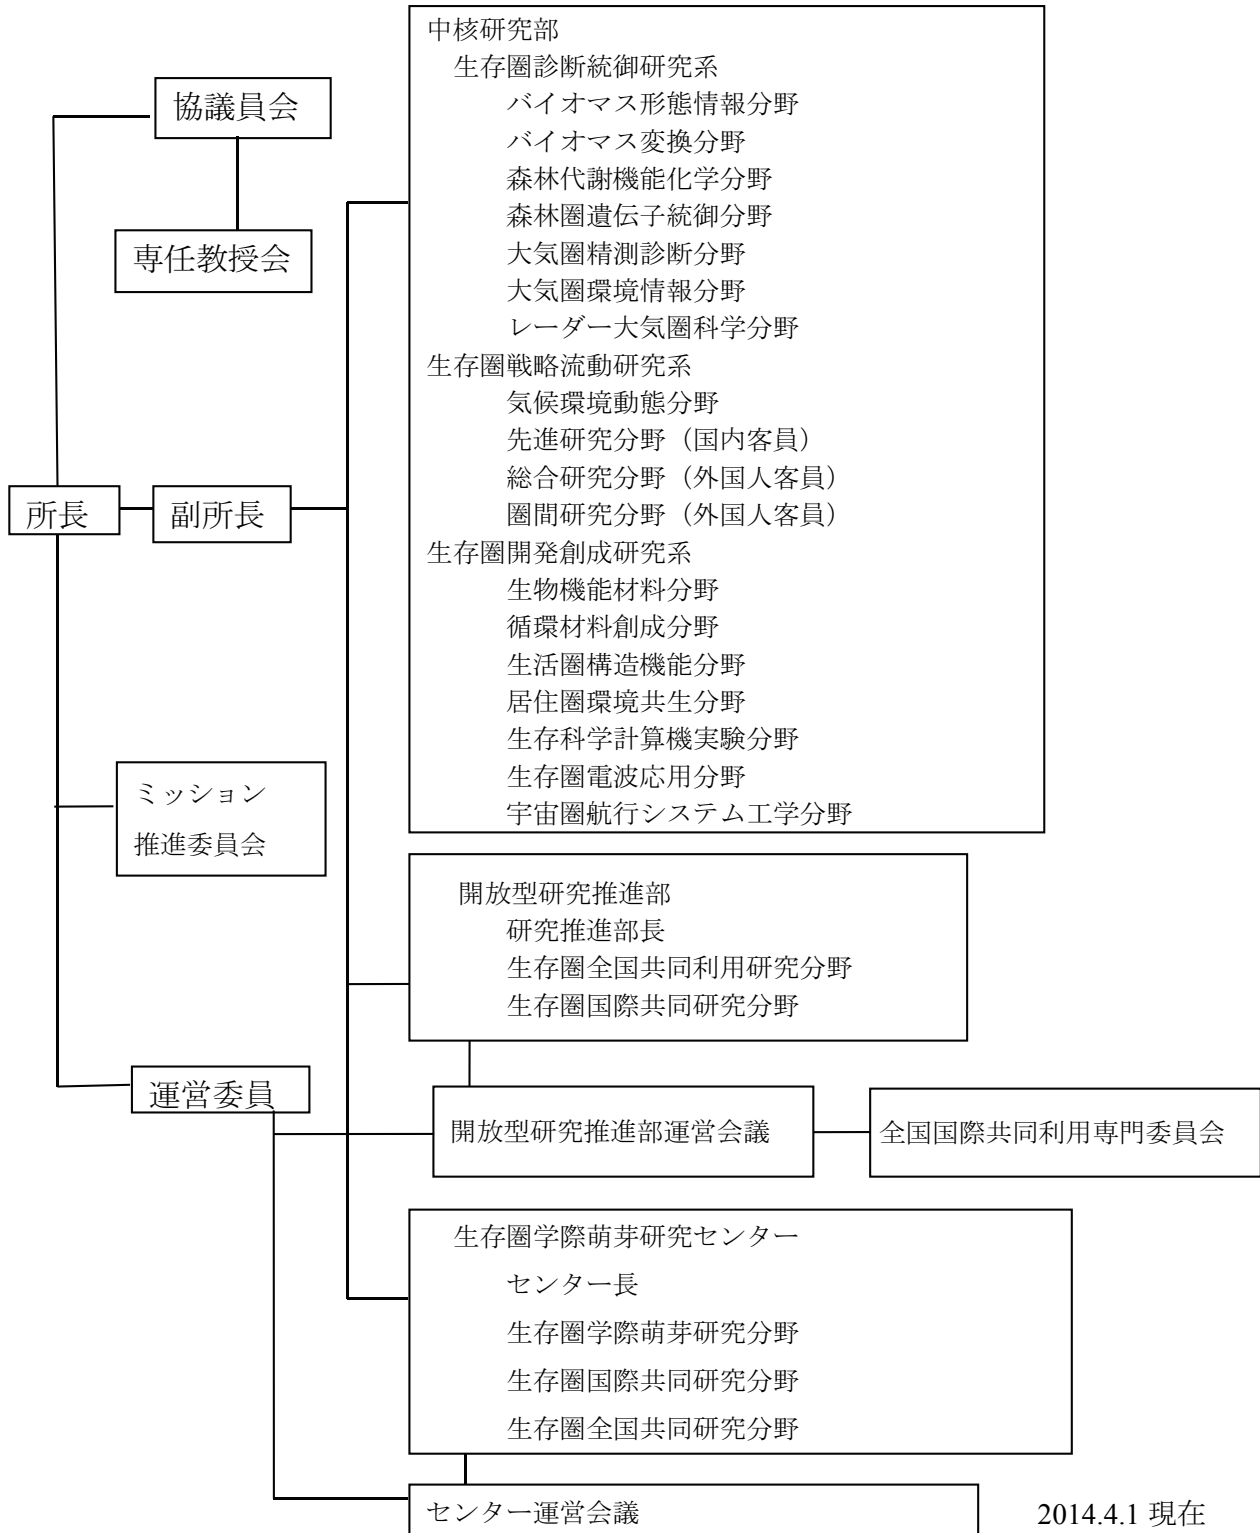 中核研究部
生存圏診断統御研究系
バイオマス形態情報分野
バイオマス変換分野
森林代謝機能化学分野
森林圏遺伝子統御分野
大気圏精測診断分野
大気圏環境情報分野
レーダー大気圏科学分野
生存圏戦略流動研究系
気候環境動態分野
先進研究分野（国内客員）
総合研究分野（外国人客員）
圏間研究分野（外国人客員）
生存圏開発創成研究系
生物機能材料分野
循環材料創成分野
生活圏構造機能分野
居住圏環境共生分野
生存科学計算機実験分野
生存圏電波応用分野
宇宙圏航行システム工学分野
協議員会
専任教授会
所長
副所長
ミッション
推進委員会
開放型研究推進部
研究推進部長
生存圏全国共同利用研究分野
生存圏国際共同研究分野
運営委員
開放型研究推進部運営会議
全国国際共同利用専門委員会
生存圏学際萌芽研究センター
センター長
生存圏学際萌芽研究分野
生存圏国際共同研究分野
生存圏全国共同研究分野
センター運営会議
2014.4.1 現在